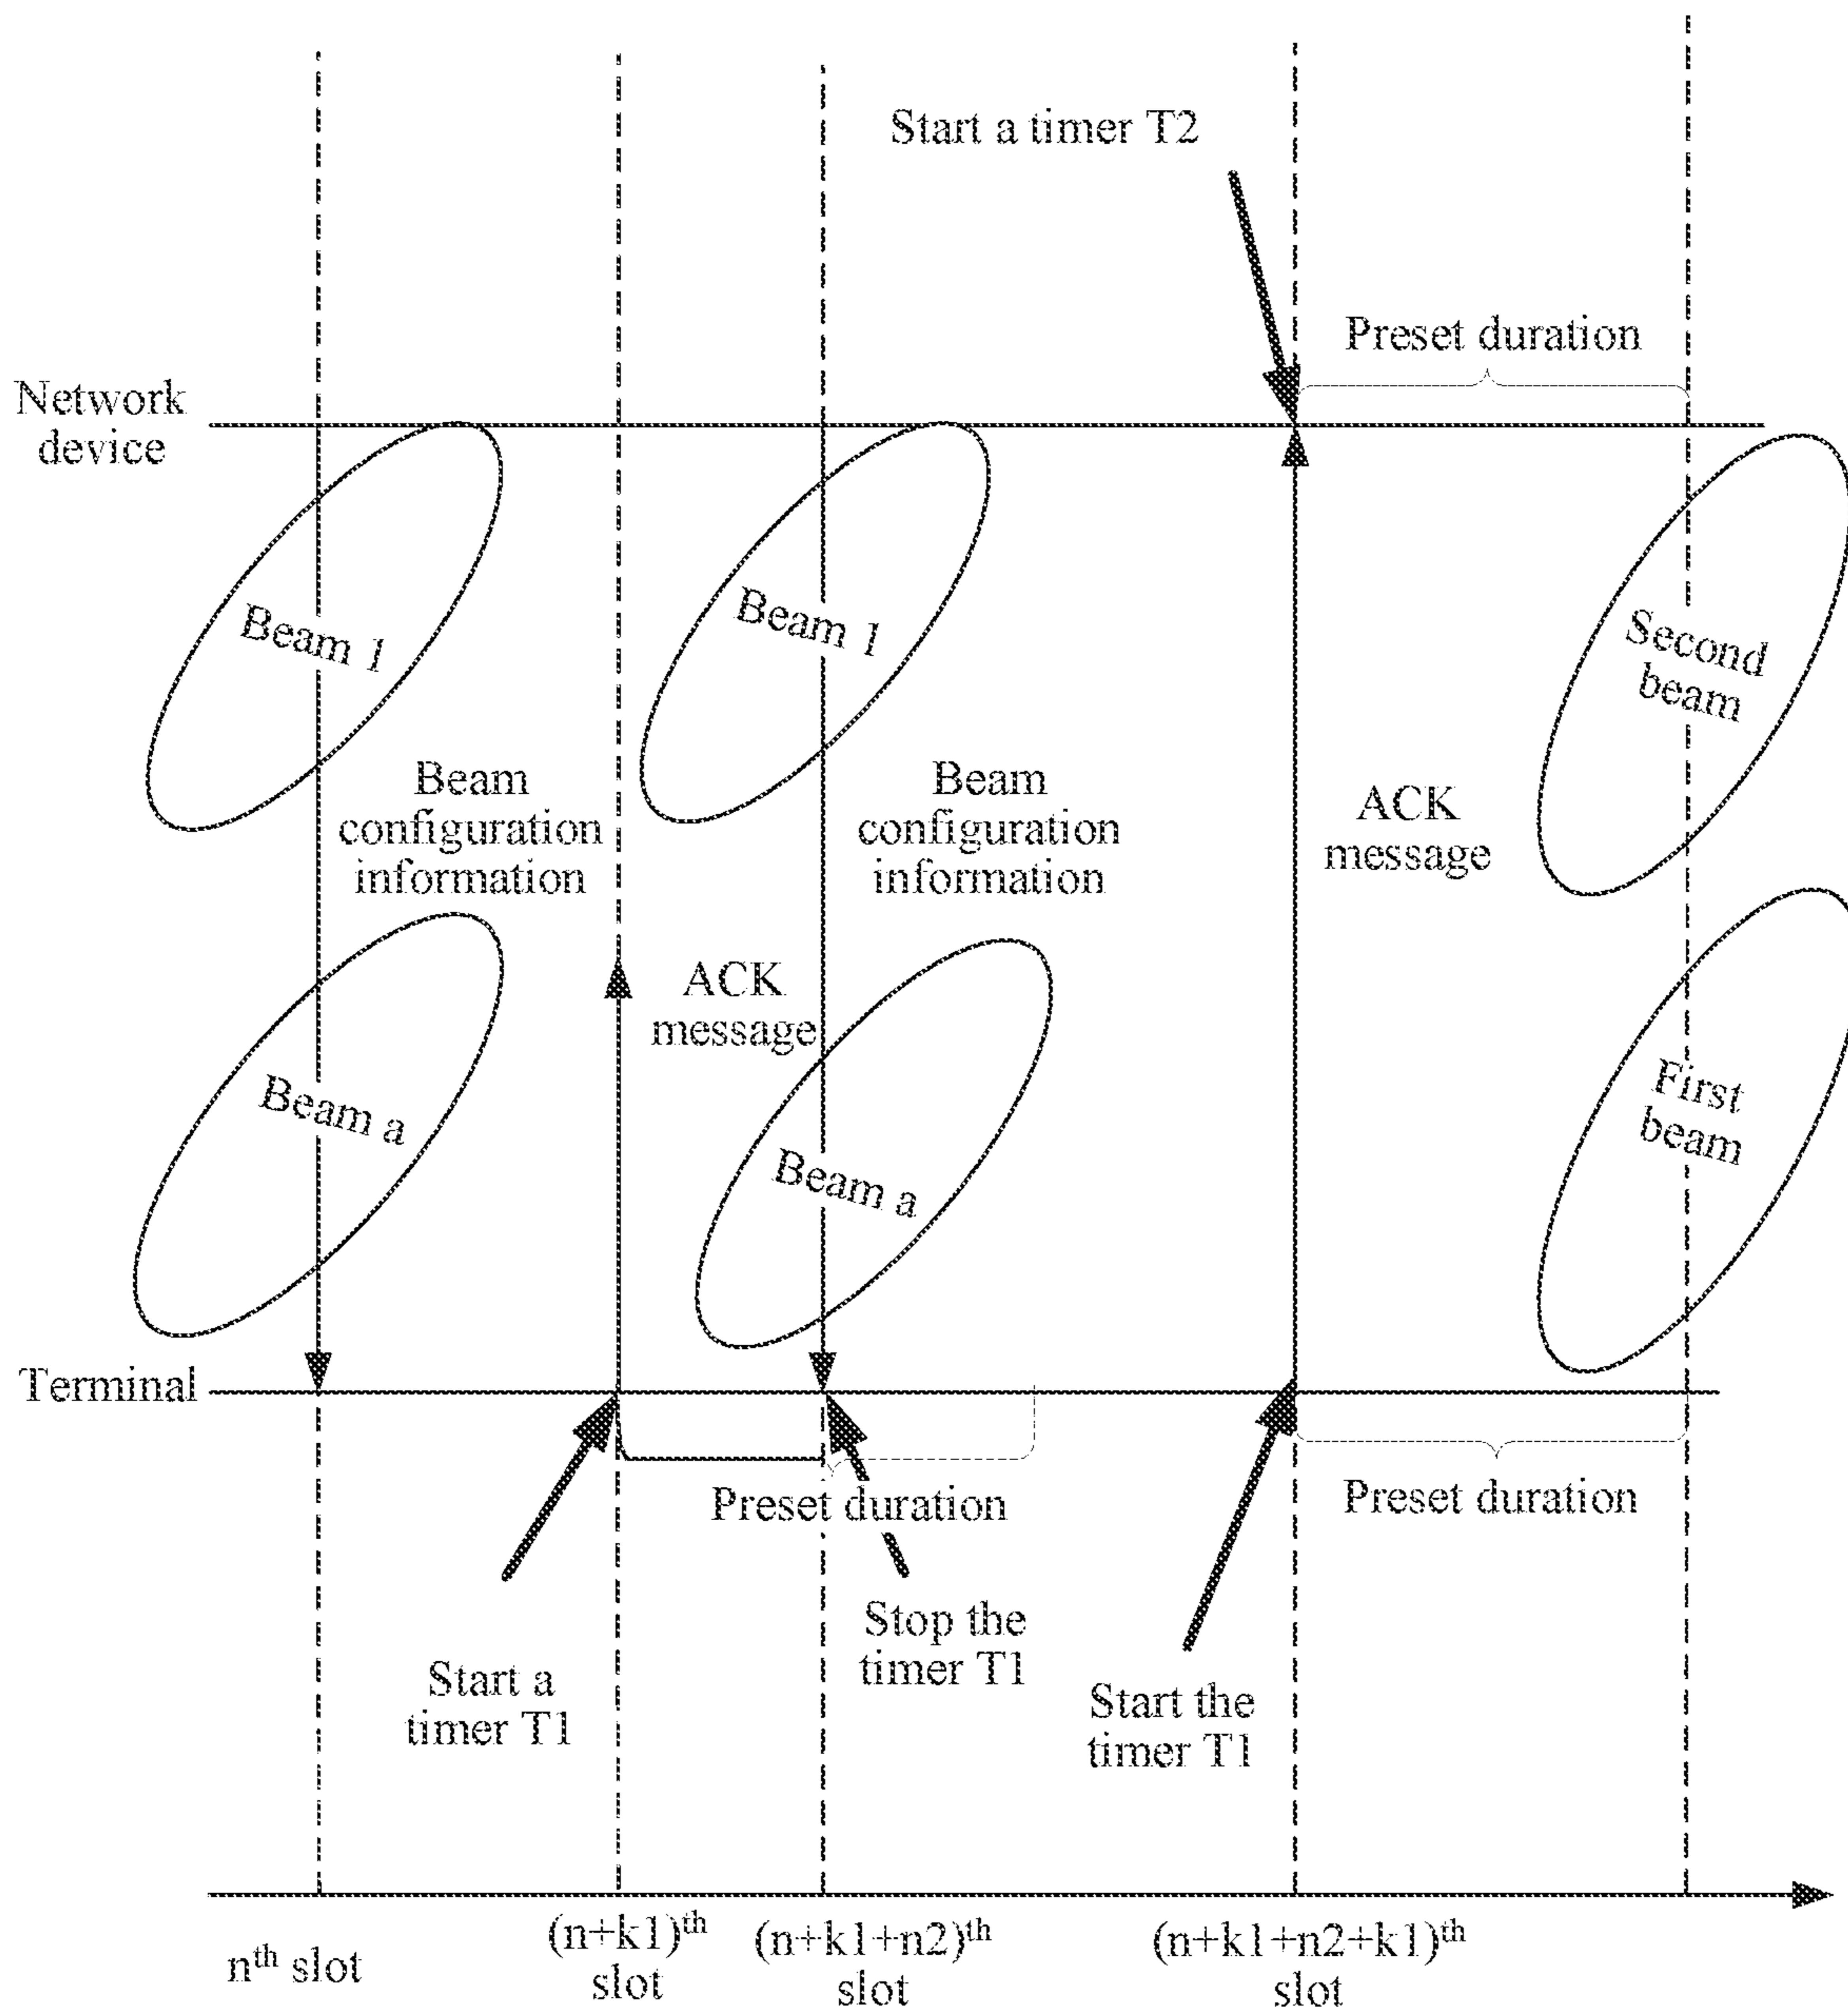 Start a timer T2
Preset duration
Network
device
Beam 1
Beam 1
Second
beam
Beam
configuration
information
Beam
configuration
information
ACK
message
ACK
message
Beam a
Beam a
First
beam
Terminal
Preset duration
Preset duration
Start a
timer T1
Stop the
timer T1
Start the
timer T1
nth slot
(n+k1)th
slot
(n+k1+n2)th
slot
(n+k1+n2+k1)th
slot